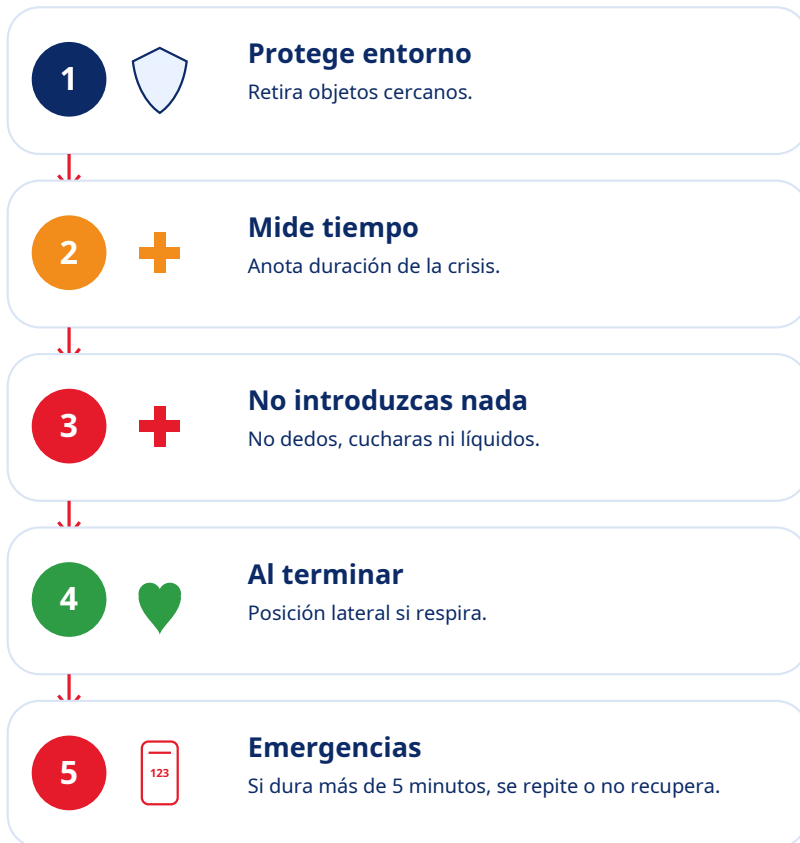 1
Protege entorno
Retira objetos cercanos.
2
Mide tiempo
Anota duración de la crisis.
3
No introduzcas nada
No dedos, cucharas ni líquidos.
4
Al terminar
Posición lateral si respira.
5
123
Emergencias
Si dura más de 5 minutos, se repite o no recupera.